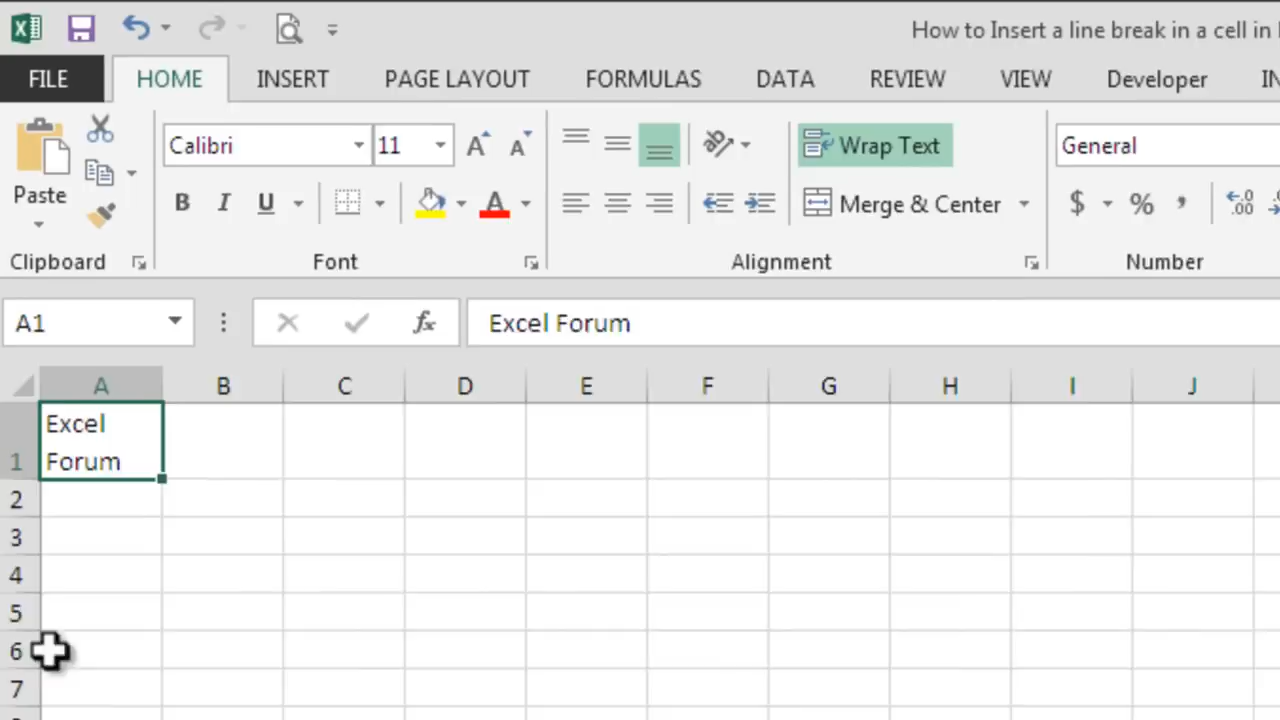 How to Insert a line break in a cell in
FILE HOME INSERT PAGE LAYOUT FORMULAS DATA REVIEW VIEW Developer
Calibri 11 Wrap Text General
Paste B I U A Merge & Center $ % , .00
Clipboard Font Alignment Number
A1 fx Excel Forum
A B C D E F G H I J
Excel
1 Forum
2
3
4
5
6
7